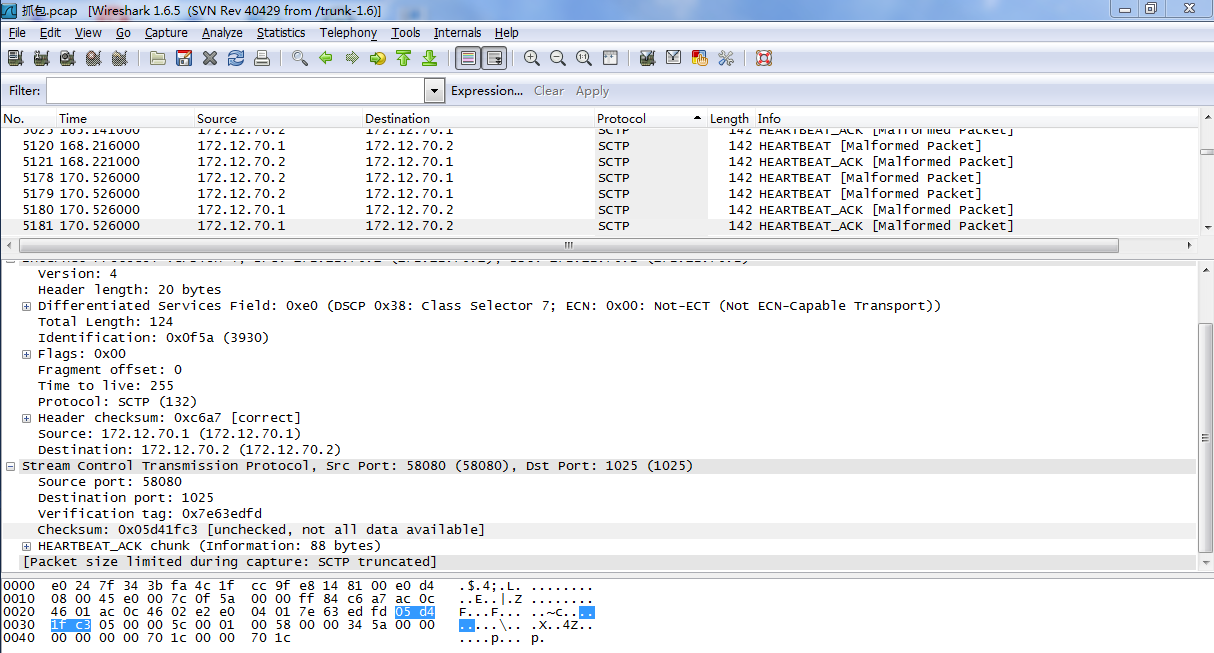 抓包.pcap [Wireshark 1.6.5 (SVN Rev 40429 from /trunk-1.6)]
File Edit View Go Capture Analyze Statistics Telephony Tools Internals Help
Filter: Expression... Clear Apply
No. Time Source Destination Protocol Length Info
5025 165.141000 172.12.70.2 172.12.70.1 SCTP 142 HEARTBEAT_ACK [Malformed Packet]
5120 168.216000 172.12.70.1 172.12.70.2 SCTP 142 HEARTBEAT [Malformed Packet]
5121 168.221000 172.12.70.2 172.12.70.1 SCTP 142 HEARTBEAT_ACK [Malformed Packet]
5178 170.526000 172.12.70.1 172.12.70.2 SCTP 142 HEARTBEAT [Malformed Packet]
5179 170.526000 172.12.70.2 172.12.70.1 SCTP 142 HEARTBEAT [Malformed Packet]
5180 170.526000 172.12.70.1 172.12.70.2 SCTP 142 HEARTBEAT_ACK [Malformed Packet]
5181 170.526000 172.12.70.1 172.12.70.2 SCTP 142 HEARTBEAT_ACK [Malformed Packet]
Version: 4
Header length: 20 bytes
Differentiated Services Field: 0xe0 (DSCP 0x38: Class Selector 7; ECN: 0x00: Not-ECT (Not ECN-Capable Transport))
Total Length: 124
Identification: 0x0f5a (3930)
Flags: 0x00
Fragment offset: 0
Time to live: 255
Protocol: SCTP (132)
Header checksum: 0xc6a7 [correct]
Source: 172.12.70.1 (172.12.70.1)
Destination: 172.12.70.2 (172.12.70.2)
Stream Control Transmission Protocol, Src Port: 58080 (58080), Dst Port: 1025 (1025)
Source port: 58080
Destination port: 1025
Verification tag: 0x7e63edfd
Checksum: 0x05d41fc3 [unchecked, not all data available]
HEARTBEAT_ACK chunk (Information: 88 bytes)
[Packet size limited during capture: SCTP truncated]
0000 e0 24 7f 34 3b fa 4c 1f cc 9f e8 14 81 00 e0 d4 .$.4;.L. ........
0010 08 00 45 e0 00 7c 0f 5a 00 00 ff 84 c6 a7 ac 0c ..E..|.Z ........
0020 46 01 ac 0c 46 02 e2 e0 04 01 7e 63 ed fd 05 d4 F...F... ..~c....
0030 1f c3 05 00 00 5c 00 01 00 58 00 00 34 5a 00 00 .....\.. .X..4Z..
0040 00 00 00 00 70 1c 00 00 70 1c ....p... p.